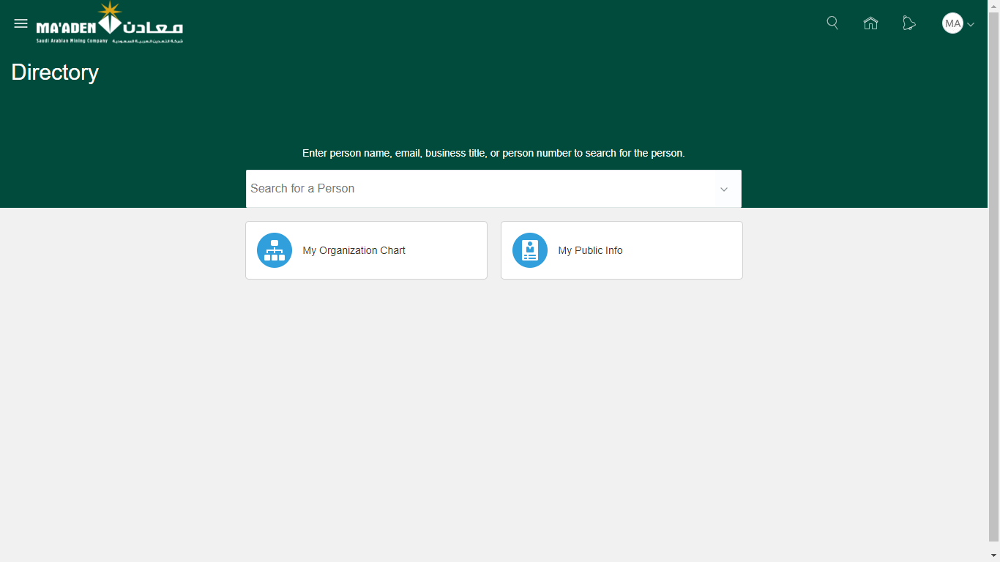 MA'ADEN معادن
Saudi Arabian Mining Company شركة التعدين العربية السعودية
MA
Directory
Enter person name, email, business title, or person number to search for the person.
Search for a Person
My Organization Chart
My Public Info